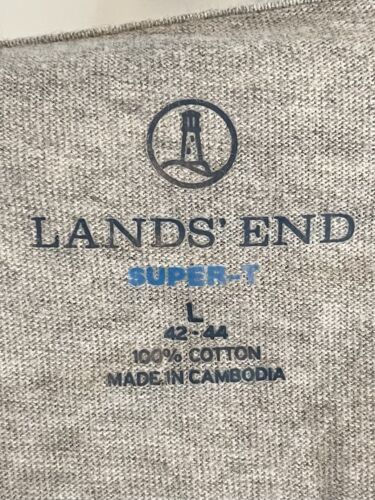 LANDS' END
SUPER-T
L
42-44
100% COTTON
MADE IN CAMBODIA